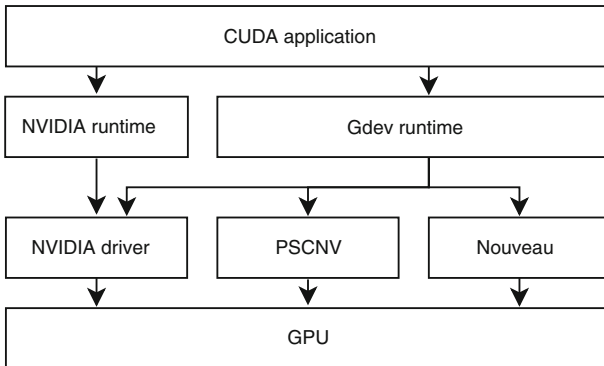 CUDA application
NVIDIA runtime
Gdev runtime
NVIDIA driver
PSCNV
Nouveau
GPU